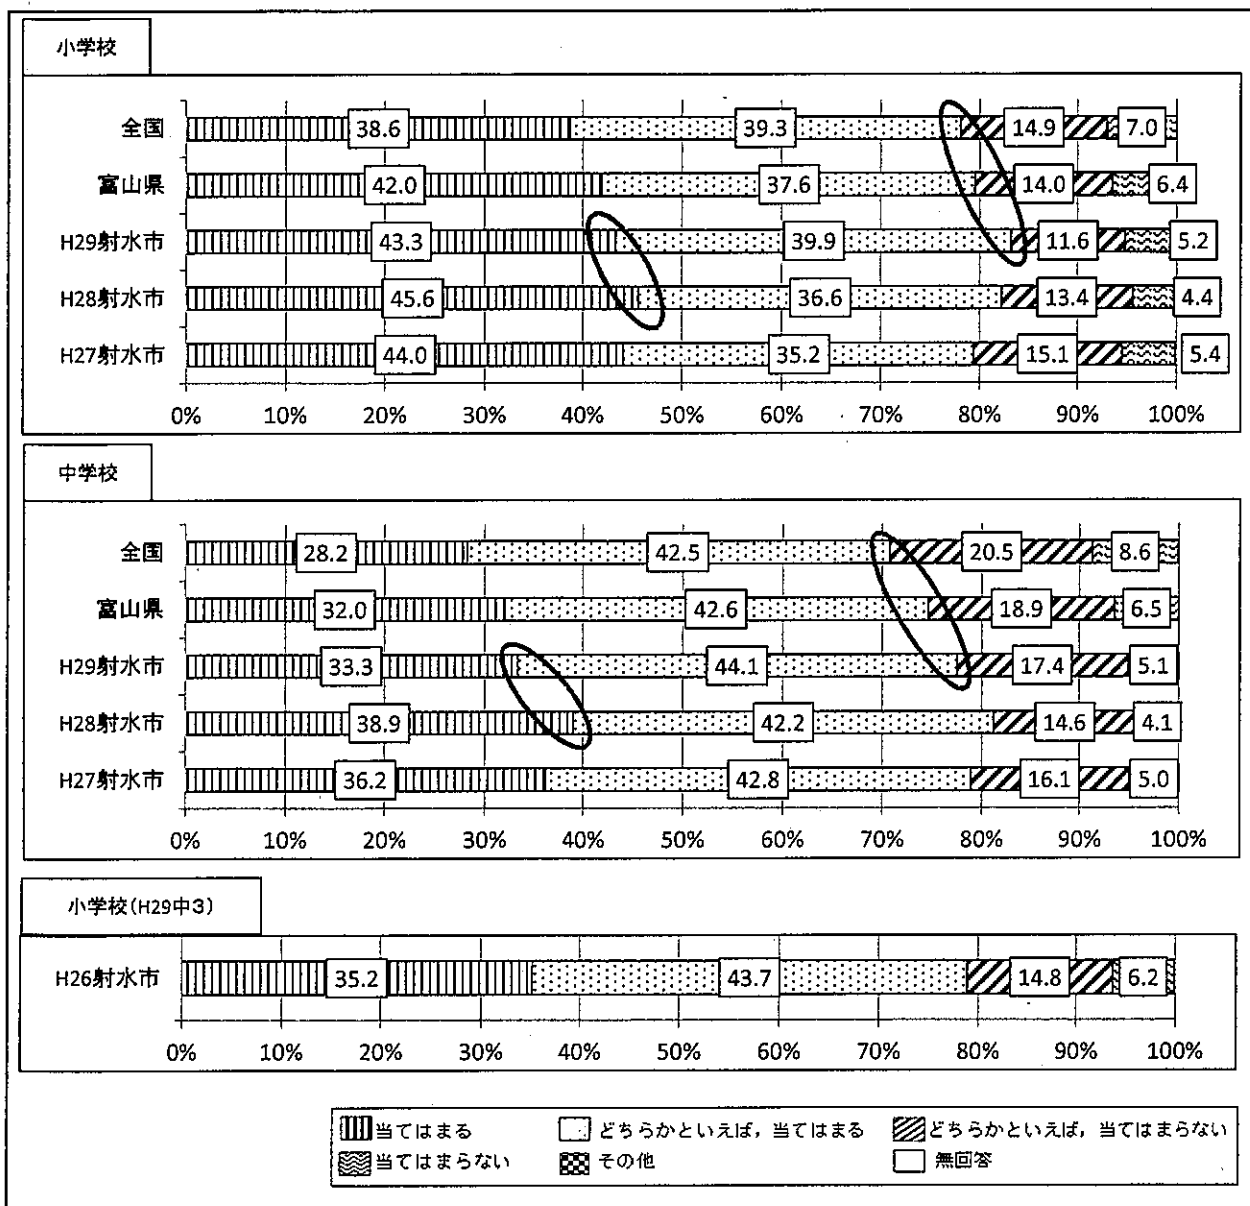 小学校
全国 38.6 39.3 14.9 7.0
富山県 42.0 37.6 14.0 6.4
H29射水市 43.3 39.9 11.6 5.2
H28射水市 45.6 36.6 13.4 4.4
H27射水市 44.0 35.2 15.1 5.4
0% 10% 20% 30% 40% 50% 60% 70% 80% 90% 100%
中学校
全国 28.2 42.5 20.5 8.6
富山県 32.0 42.6 18.9 6.5
H29射水市 33.3 44.1 17.4 5.1
H28射水市 38.9 42.2 14.6 4.1
H27射水市 36.2 42.8 16.1 5.0
0% 10% 20% 30% 40% 50% 60% 70% 80% 90% 100%
小学校(H29中3)
H26射水市 35.2 43.7 14.8 6.2
0% 10% 20% 30% 40% 50% 60% 70% 80% 90% 100%
当てはまる どちらかといえば，当てはまる どちらかといえば，当てはまらない
当てはまらない その他 無回答